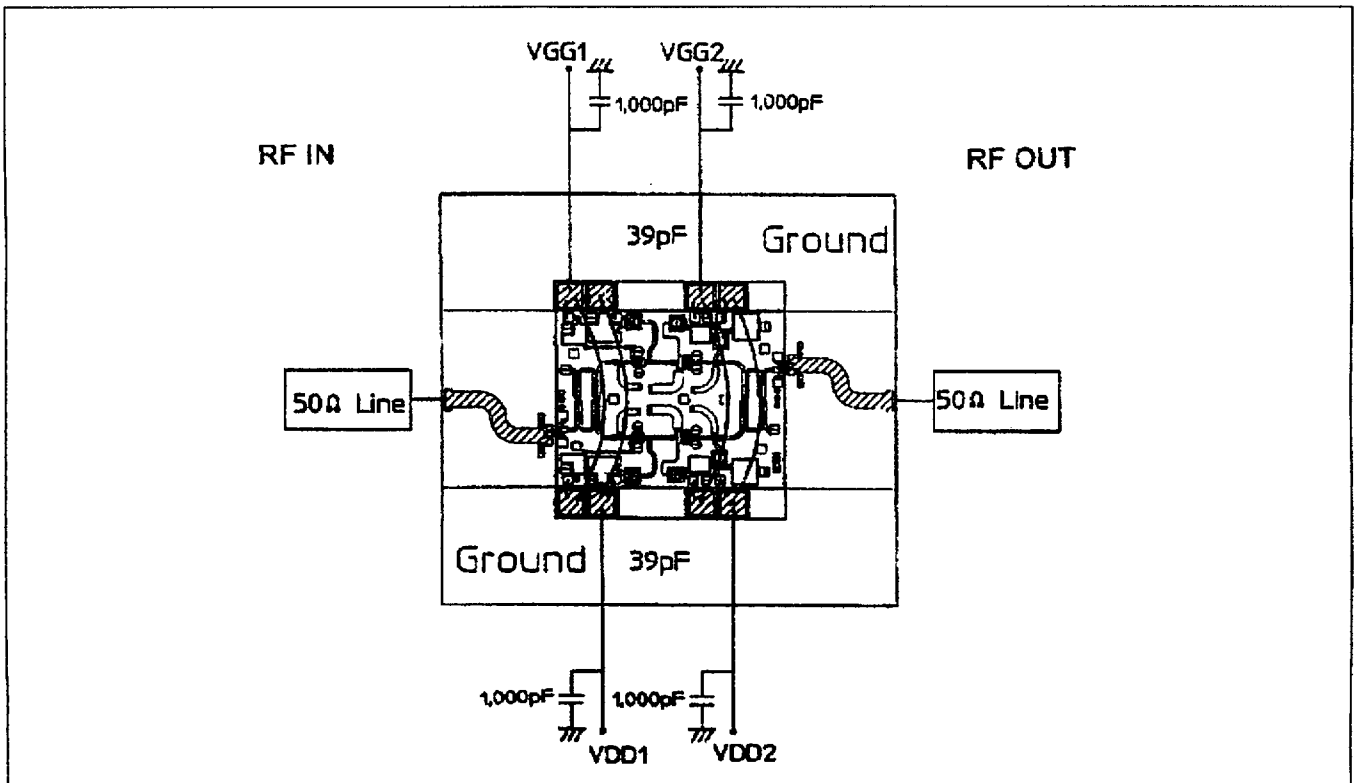 VGG1
VGG2
1,000pF
1,000pF
RF IN
RF OUT
39pF
Ground
50Ω Line
50Ω Line
Ground
39pF
1,000pF
1,000pF
VDD1
VDD2